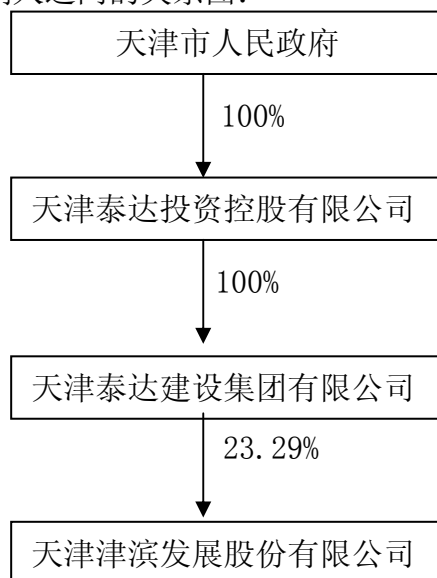 天津市人民政府
100%
天津泰达投资控股有限公司
100%
天津泰达建设集团有限公司
23.29%
天津津滨发展股份有限公司